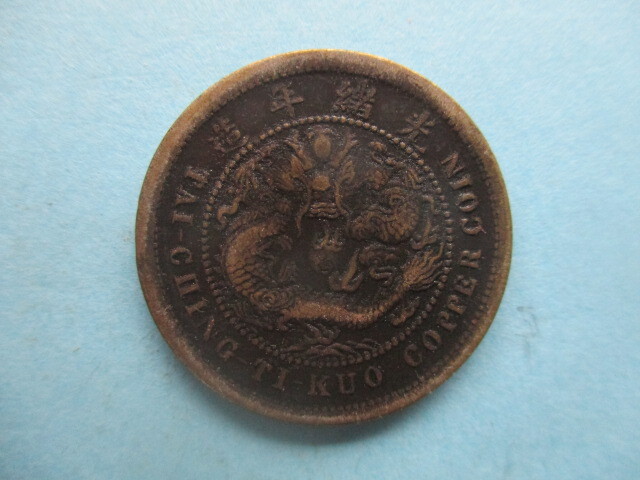 光緒年造
TAI-CHING-TI-KUO COPPER COIN